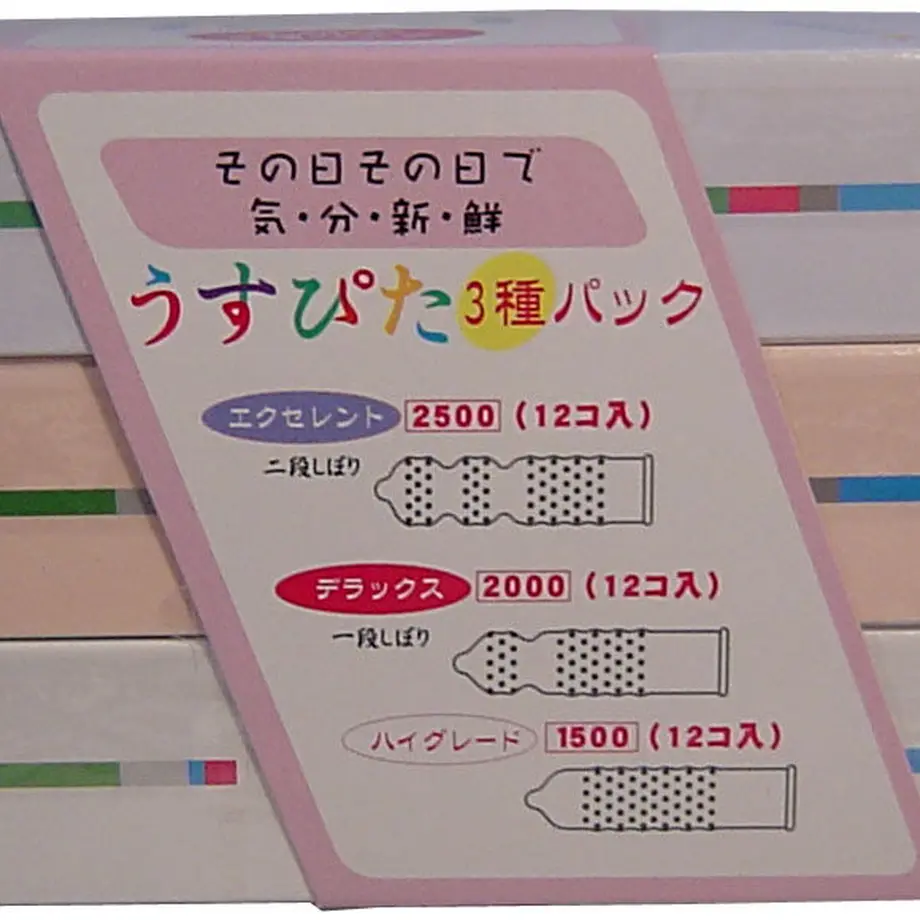 その日その日で
気・分・新・鮮
うすぴた3種パック
エクセレント 2500 (12コ入)
二段しぼり
デラックス 2000 (12コ入)
一段しぼり
ハイグレード 1500 (12コ入)